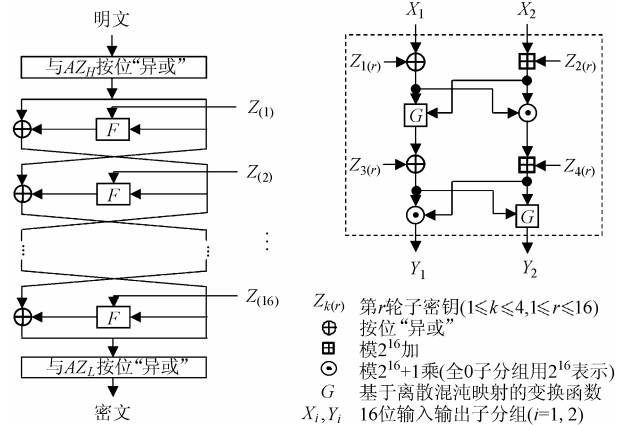 明文
与AZ_H按位“异或”
F
Z(1)
F
Z(2)
F
Z(16)
与AZ_L按位“异或”
密文
X1 X2
Z1(r) Z2(r)
G
Z3(r) Z4(r)
G
Y1 Y2
Zk(r) 第r轮子密钥(1≤k≤4,1≤r≤16)
⊕ 按位“异或”
⊞ 模2^16加
⊙ 模2^16+1乘(全0子分组用2^16表示)
G 基于离散混沌映射的变换函数
Xi,Yi 16位输入输出子分组(i=1, 2)